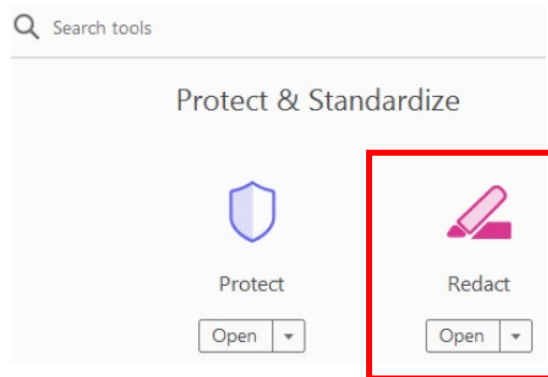 Search tools
Protect & Standardize
Protect Redact
Open Open